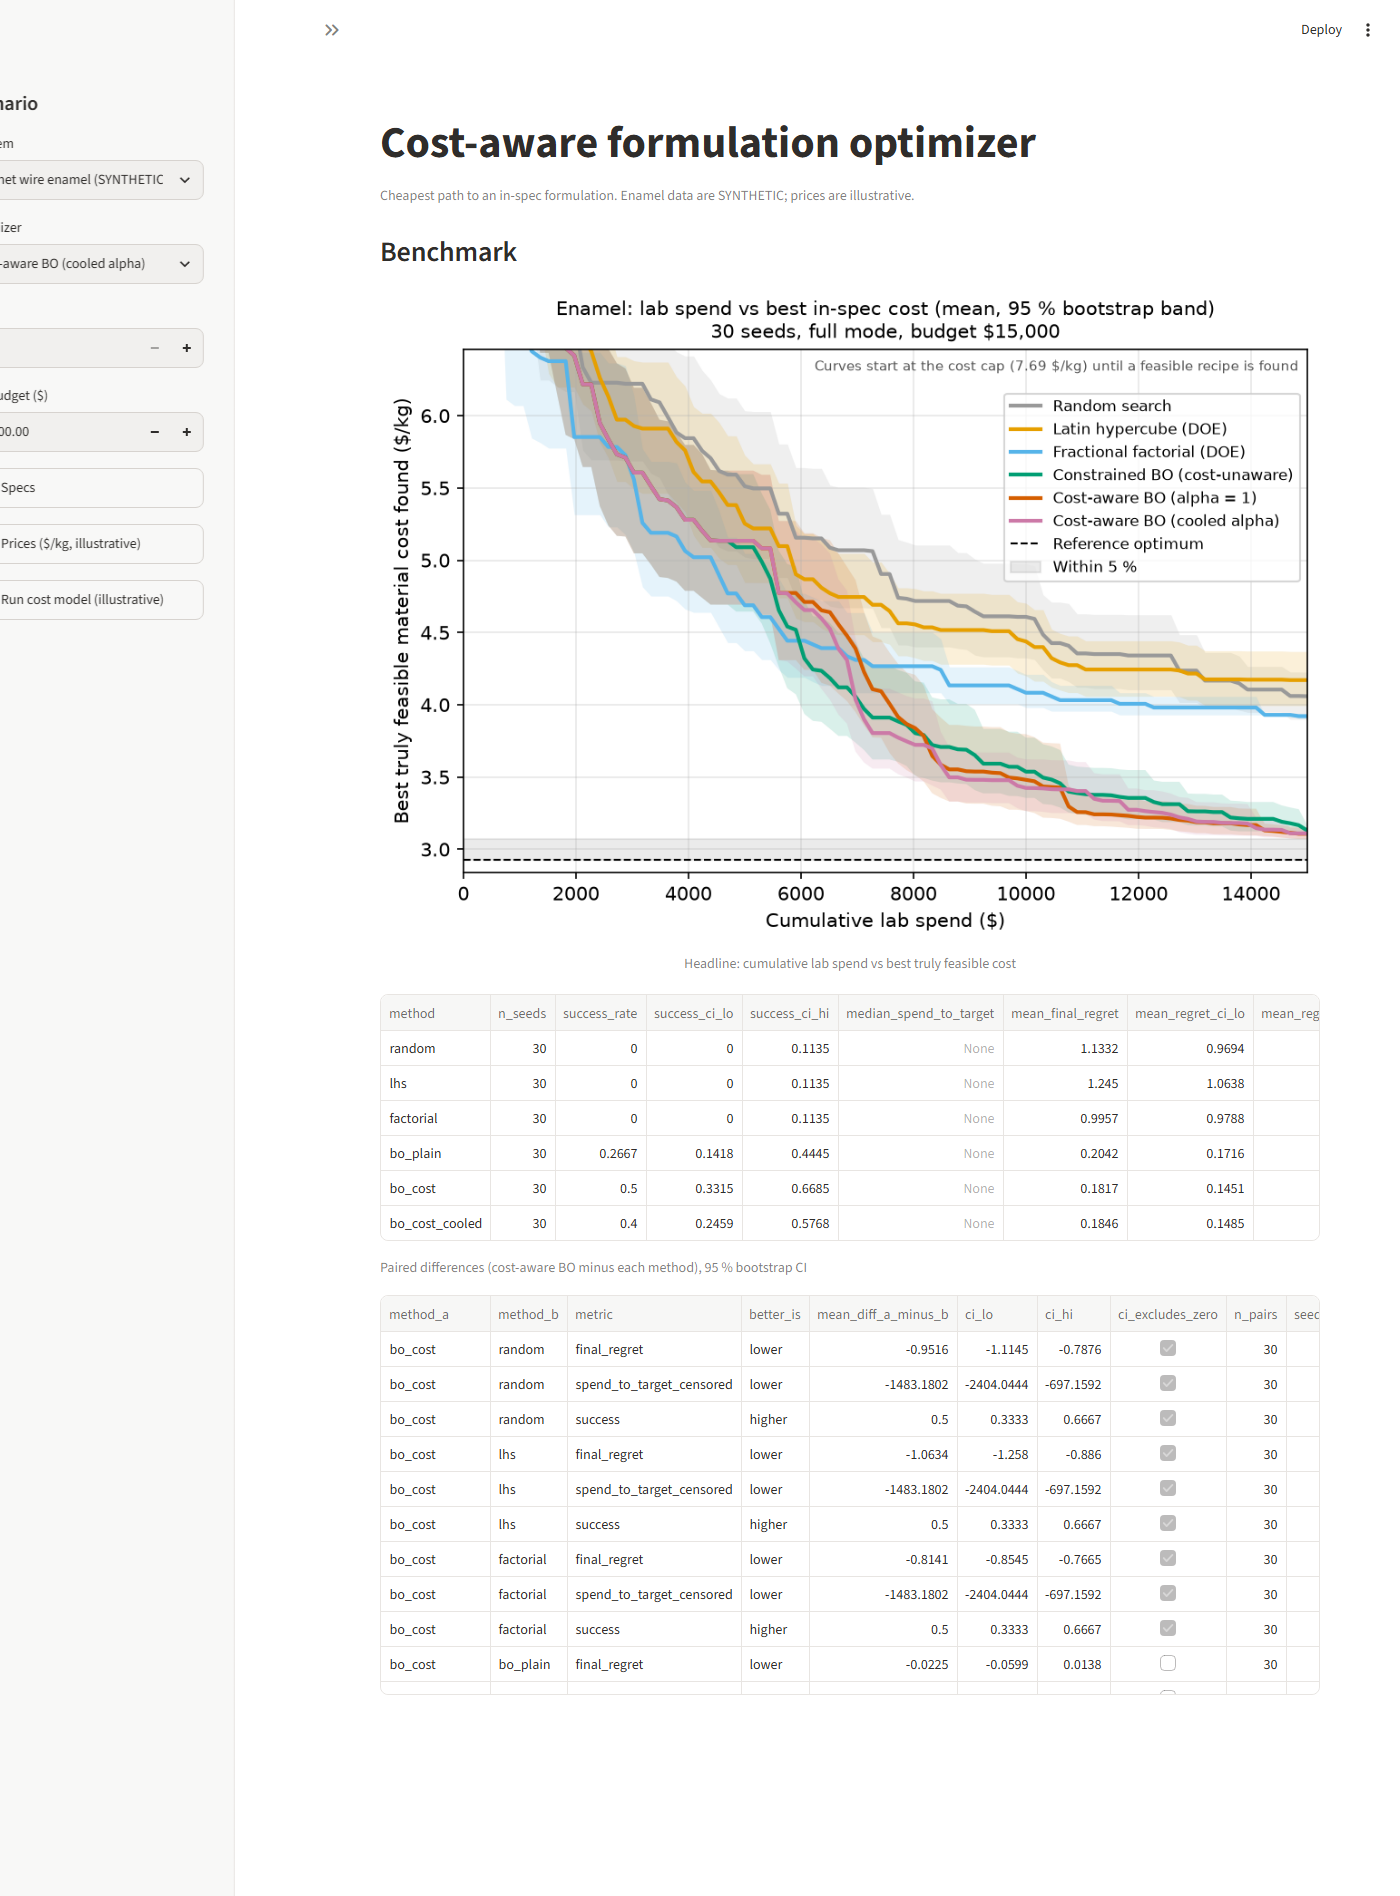 Deploy
nario
em
net wire enamel (SYNTHETIC
izer
-aware BO (cooled alpha)
udget ($)
00.00
Specs
Prices ($/kg, illustrative)
Run cost model (illustrative)
Cost-aware formulation optimizer
Cheapest path to an in-spec formulation. Enamel data are SYNTHETIC; prices are illustrative.
Benchmark
Enamel: lab spend vs best in-spec cost (mean, 95 % bootstrap band)
30 seeds, full mode, budget $15,000
Curves start at the cost cap (7.69 $/kg) until a feasible recipe is found
Random search
Latin hypercube (DOE)
Fractional factorial (DOE)
Constrained BO (cost-unaware)
Cost-aware BO (alpha = 1)
Cost-aware BO (cooled alpha)
Reference optimum
Within 5 %
Best truly feasible material cost found ($/kg)
6.0
5.5
5.0
4.5
4.0
3.5
3.0
0 2000 4000 6000 8000 10000 12000 14000
Cumulative lab spend ($)
Headline: cumulative lab spend vs best truly feasible cost
method n_seeds success_rate success_ci_lo success_ci_hi median_spend_to_target mean_final_regret mean_regret_ci_lo mean_reg
random 30 0 0 0.1135 None 1.1332 0.9694
lhs 30 0 0 0.1135 None 1.245 1.0638
factorial 30 0 0 0.1135 None 0.9957 0.9788
bo_plain 30 0.2667 0.1418 0.4445 None 0.2042 0.1716
bo_cost 30 0.5 0.3315 0.6685 None 0.1817 0.1451
bo_cost_cooled 30 0.4 0.2459 0.5768 None 0.1846 0.1485
Paired differences (cost-aware BO minus each method), 95 % bootstrap CI
method_a method_b metric better_is mean_diff_a_minus_b ci_lo ci_hi ci_excludes_zero n_pairs seed
bo_cost random final_regret lower -0.9516 -1.1145 -0.7876 30
bo_cost random spend_to_target_censored lower -1483.1802 -2404.0444 -697.1592 30
bo_cost random success higher 0.5 0.3333 0.6667 30
bo_cost lhs final_regret lower -1.0634 -1.258 -0.886 30
bo_cost lhs spend_to_target_censored lower -1483.1802 -2404.0444 -697.1592 30
bo_cost lhs success higher 0.5 0.3333 0.6667 30
bo_cost factorial final_regret lower -0.8141 -0.8545 -0.7665 30
bo_cost factorial spend_to_target_censored lower -1483.1802 -2404.0444 -697.1592 30
bo_cost factorial success higher 0.5 0.3333 0.6667 30
bo_cost bo_plain final_regret lower -0.0225 -0.0599 0.0138 30